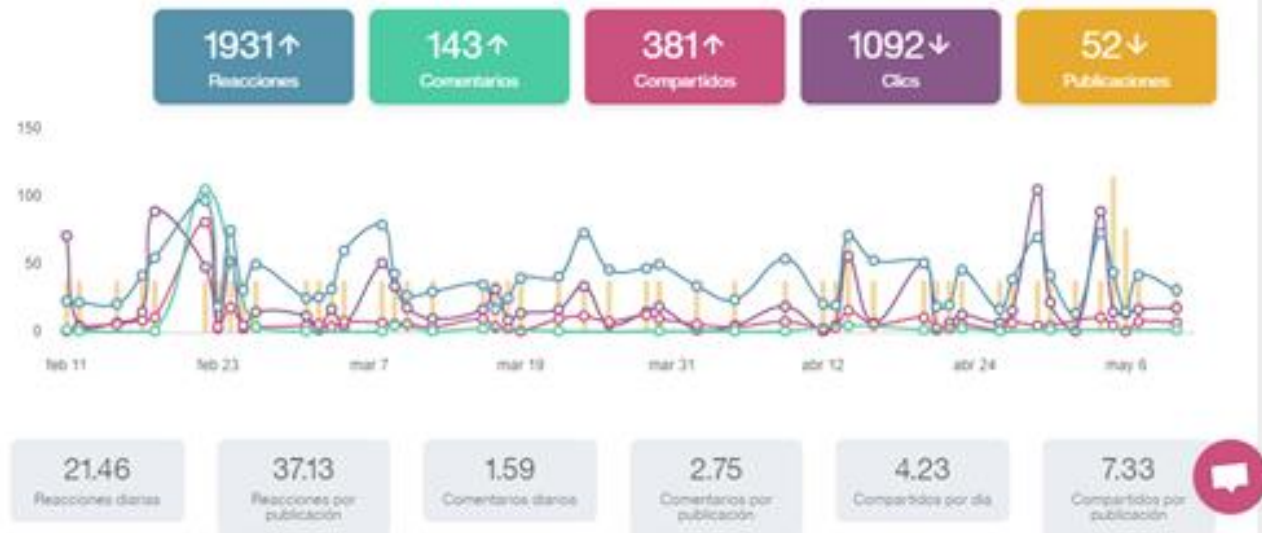 1931↑
Reacciones
143↑
Comentarios
381↑
Compartidos
1092↓
Clics
52↓
Publicaciones
150
100
50
0
feb 11
feb 23
mar 7
mar 19
mar 31
abr 12
abr 24
may 6
21.46
Reacciones diarias
37.13
Reacciones por
publicación
1.59
Comentarios diarios
2.75
Comentarios por
publicación
4.23
Compartidos por día
7.33
Compartidos por
publicación